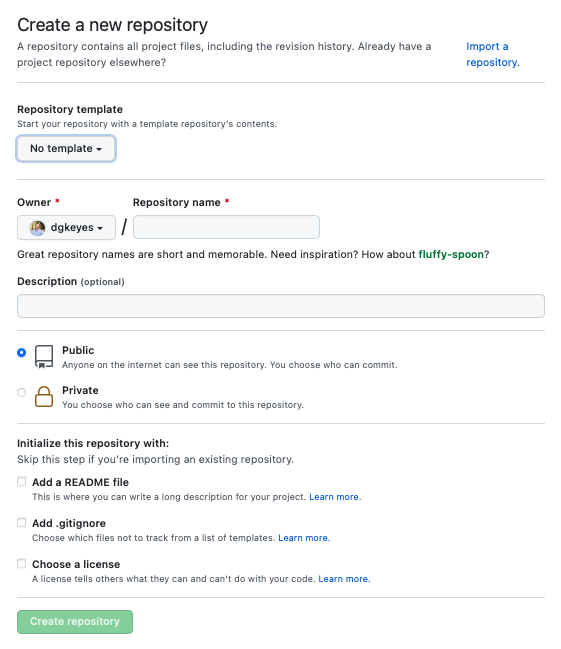 Create a new repository
A repository contains all project files, including the revision history. Already have a
project repository elsewhere?
Import a
repository.
Repository template
Start your repository with a template repository's contents.
No template
Owner *
Repository name *
dgkeyes
/
Great repository names are short and memorable. Need inspiration? How about fluffy-spoon?
Description (optional)
Public
Anyone on the internet can see this repository. You choose who can commit.
Private
You choose who can see and commit to this repository.
Initialize this repository with:
Skip this step if you're importing an existing repository.
Add a README file
This is where you can write a long description for your project. Learn more.
Add .gitignore
Choose which files not to track from a list of templates. Learn more.
Choose a license
A license tells others what they can and can't do with your code. Learn more.
Create repository